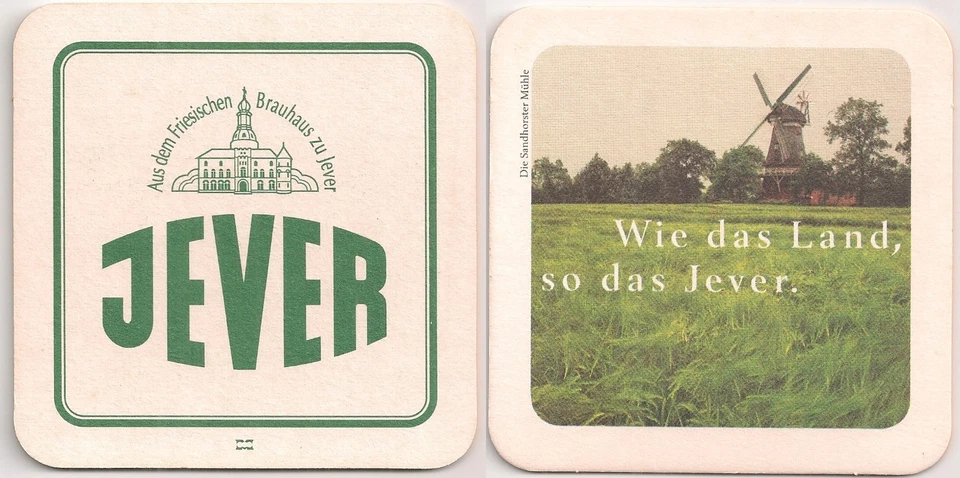 Aus dem Friesischen Brauhaus zu Jever
JEVER
Die Sandhorster Mühle
Wie das Land,
so das Jever.